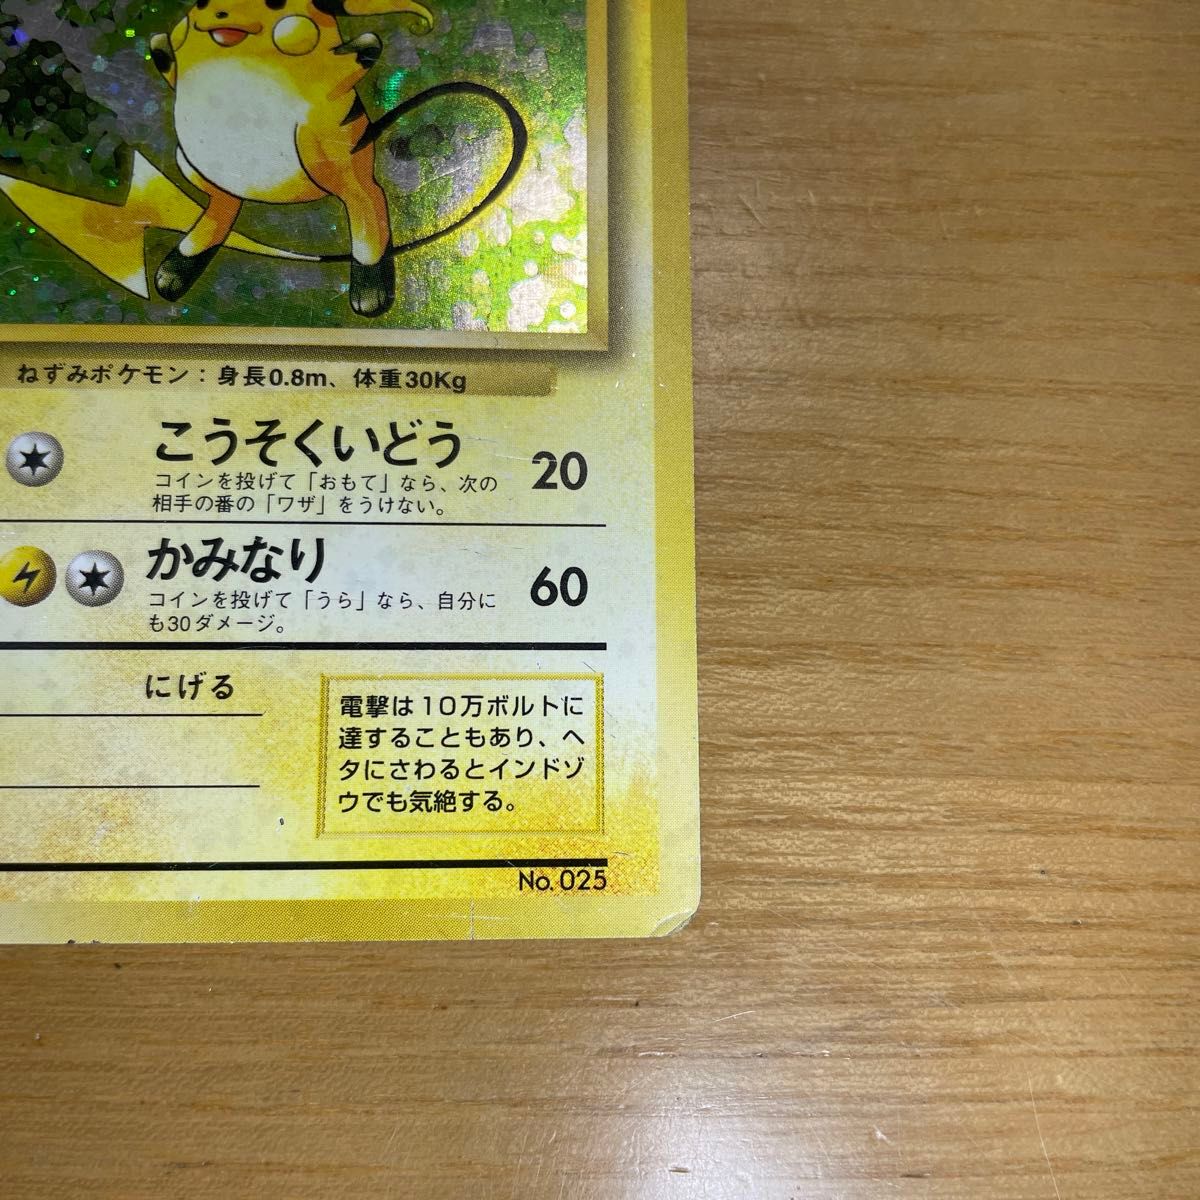 ねずみポケモン：身長0.8m、体重30Kg
こうそくいどう 20
コインを投げて「おもて」なら、次の
相手の番の「ワザ」をうけない。
かみなり 60
コインを投げて「うら」なら、自分に
も30ダメージ。
にげる
電撃は10万ボルトに
達することもあり、ヘ
タにさわるとインドゾ
ウでも気絶する。
No. 025